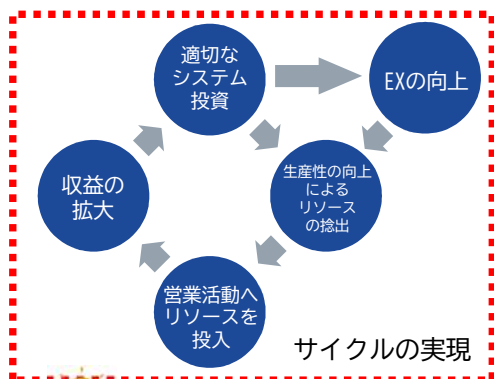 適切な
システム
投資
EXの向上
収益の
拡大
生産性の向上
による
リソース
の捻出
営業活動へ
リソースを
投入
サイクルの実現